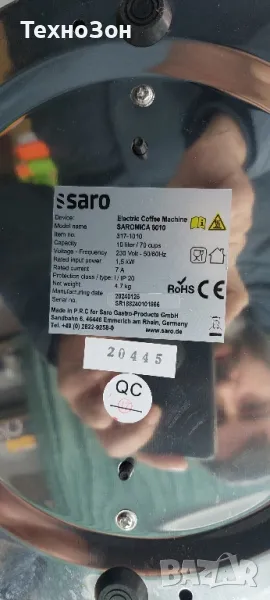 ТехноЗон
saro
Device: Electric Coffee Machine
Model name SAROMICA 6010
Item no. 317-1010
Capacity 10 liter / 70 cups
Voltage - Frequency 230 Volt - 50/60Hz
Rated input power 1,5 kW
Rated current 7 A
Protection class / type: I / IP 20
Net weight 4.7 kg
Manufacturing date
Serial no.
RoHS CE
Made in P.R.C for Saro Gastro-Products GmbH
Sandbahn 6, 46446 Emmerich am Rhein, Germany
Tel. +49 (0) 2822-9258-0 www.saro.de
20445
QC
BAZAR